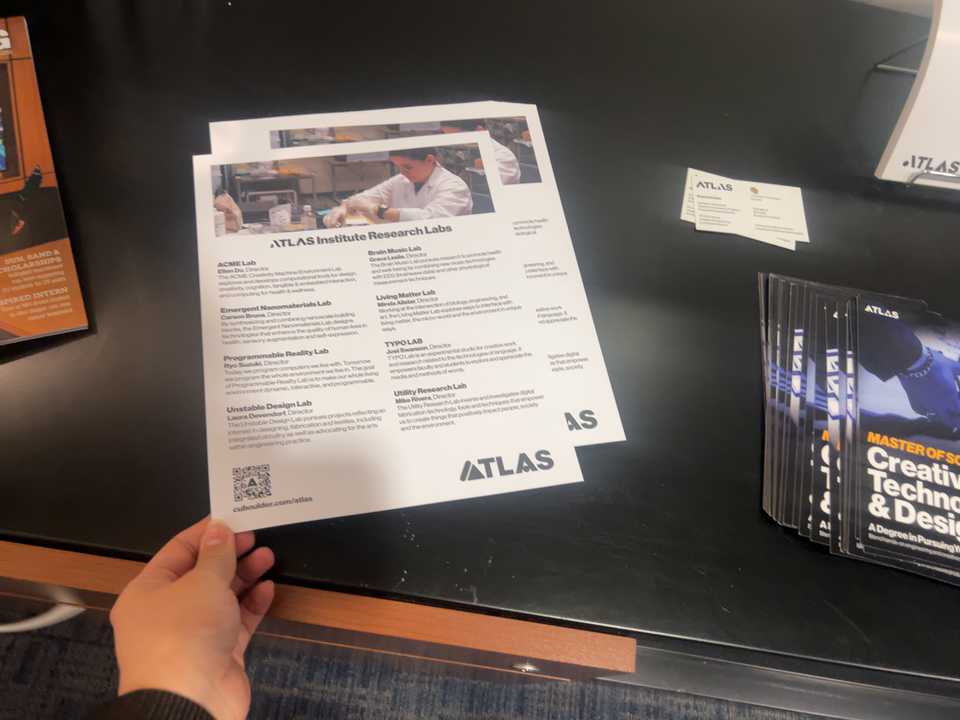 ATLAS Institute Research Labs
ACME Lab
Ellen Do, Director
The ACME (Creativity Machine Environment) Lab
explores and develops computational tools for design,
creativity, cognition, tangible & embedded interaction,
and computing for health & wellness.
Emergent Nanomaterials Lab
Carson Bruns, Director
By synthesizing and combining nanoscale building
blocks, the Emergent Nanomaterials Lab designs
technologies that enhance the quality of human lives in
health, sensory augmentation and self-expression.
Programmable Reality Lab
Ryo Suzuki, Director
Today we program computers we live with. Tomorrow
we program the whole environment we live in. The goal
of Programmable Reality Lab is to make our whole living
environment dynamic, interactive, and programmable.
Unstable Design Lab
Laura Devendorf, Director
The Unstable Design Lab pursues projects reflecting an
interest in designing, fabrication and textiles, including
integrated circuitry as well as advocating for the arts
within engineering practice.
cuboulder.com/atlas
Brain Music Lab
Grace Leslie, Director
The Brain Music Lab pursues research to promote health
and well-being by combining new music technologies
with EEG (brainwave data) and other physiological
measurement techniques.
Living Matter Lab
Mirela Alistar, Director
Working at the intersection of biology, engineering, and
art, the Living Matter Lab explores ways to interface with
living matter, the micro-world and the environment in unique
ways.
TYPO LAB
Joel Swanson, Director
TYPO Lab is an experimental studio for creative work
and research related to the technologies of language. It
empowers faculty and students to explore and appreciate the
media and methods of words.
Utility Research Lab
Mike Rivera, Director
The Utility Research Lab invents and investigates digital
fabrication technology, tools and techniques that empower
us to create things that positively impact people, society
and the environment.
ATLAS
promote health
technologies
ATLAS
ATLAS
ATLAS
MASTER OF SC
Creativ
Techno
& Desig
A Degree in Pursuing W
G
HUM, SAND &
CHOLARSHIPS
SPIRED INTERN